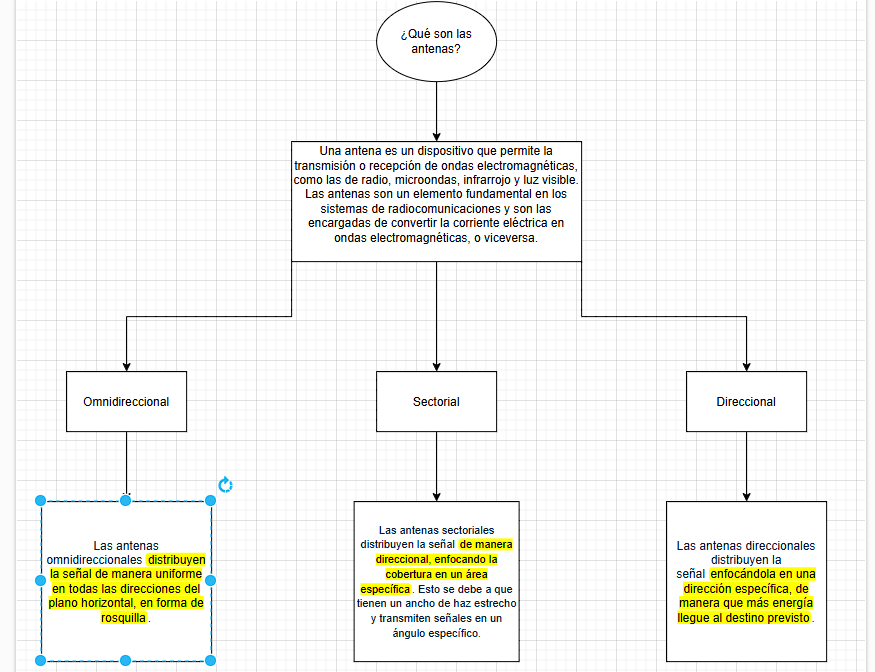 ¿Qué son las
antenas?
Una antena es un dispositivo que permite la
transmisión o recepción de ondas electromagnéticas,
como las de radio, microondas, infrarrojo y luz visible.
Las antenas son un elemento fundamental en los
sistemas de radiocomunicaciones y son las
encargadas de convertir la corriente eléctrica en
ondas electromagnéticas, o viceversa.
Omnidireccional
Sectorial
Direccional
Las antenas
omnidireccionales distribuyen
la señal de manera uniforme
en todas las direcciones del
plano horizontal, en forma de
rosquilla.
Las antenas sectoriales
distribuyen la señal de manera
direccional, enfocando la
cobertura en un área
específica. Esto se debe a que
tienen un ancho de haz estrecho
y transmiten señales en un
ángulo específico.
Las antenas direccionales
distribuyen la
señal enfocándola en una
dirección específica, de
manera que más energía
llegue al destino previsto.